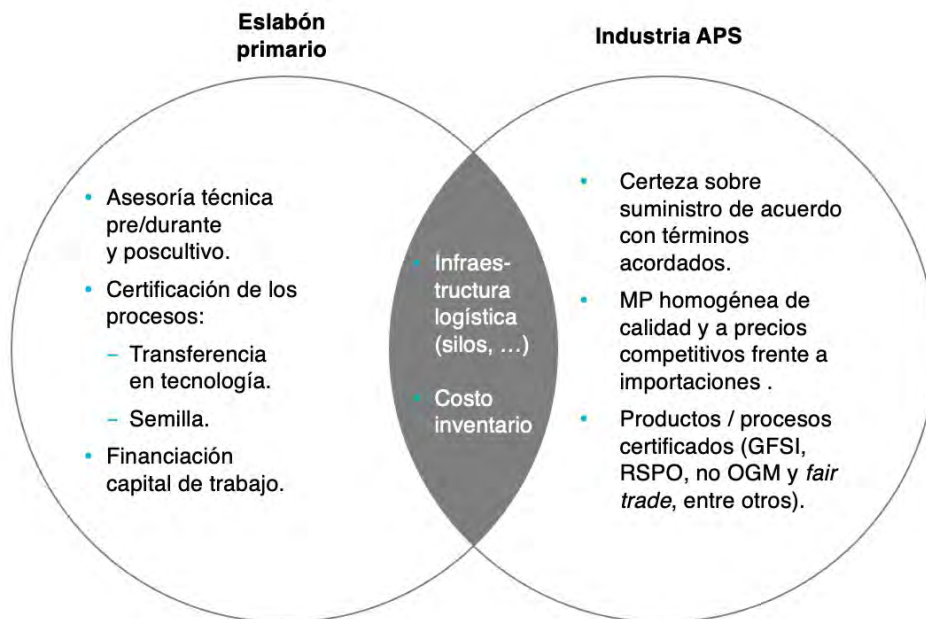 Eslabón
primario
Industria APS
• Asesoría técnica
pre/durante
y poscultivo.
• Certificación de los
procesos:
– Transferencia
en tecnología.
– Semilla.
• Financiación
capital de trabajo.
• Infraes-
tructura
logística
(silos, ...)
• Costo
inventario
• Certeza sobre
suministro de acuerdo
con términos
acordados.
• MP homogénea de
calidad y a precios
competitivos frente a
importaciones .
• Productos / procesos
certificados (GFSI,
RSPO, no OGM y fair
trade, entre otros).